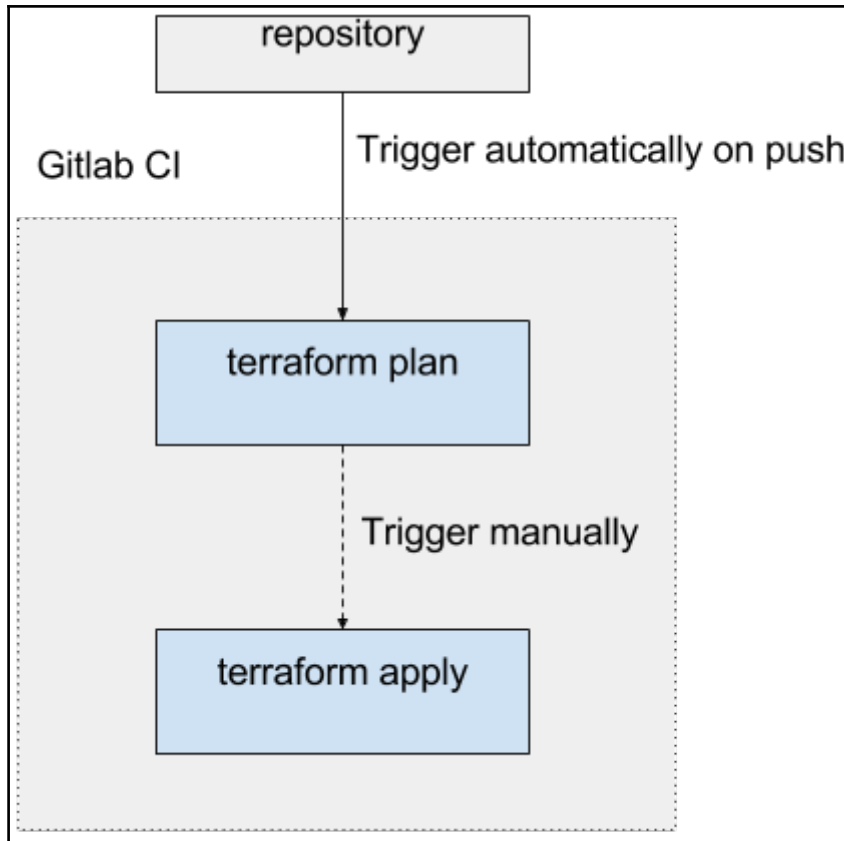 repository
Trigger automatically on push
Gitlab CI
terraform plan
Trigger manually
terraform apply